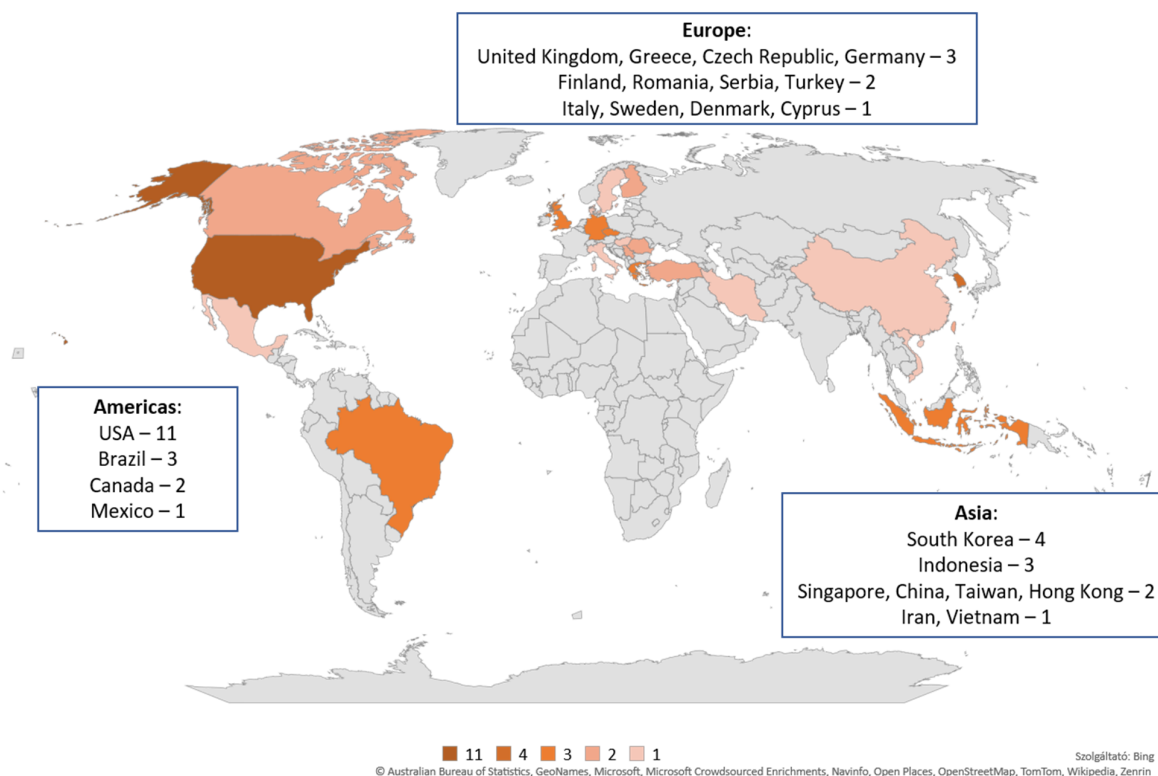 Europe:
United Kingdom, Greece, Czech Republic, Germany – 3
Finland, Romania, Serbia, Turkey – 2
Italy, Sweden, Denmark, Cyprus – 1
Americas:
USA – 11
Brazil – 3
Canada – 2
Mexico – 1
Asia:
South Korea – 4
Indonesia – 3
Singapore, China, Taiwan, Hong Kong – 2
Iran, Vietnam – 1
11 4 3 2 1
Szolgáltató: Bing
© Australian Bureau of Statistics, GeoNames, Microsoft, Microsoft Crowdsourced Enrichments, Navinfo, Open Places, OpenStreetMap, TomTom, Wikipedia, Zenrin